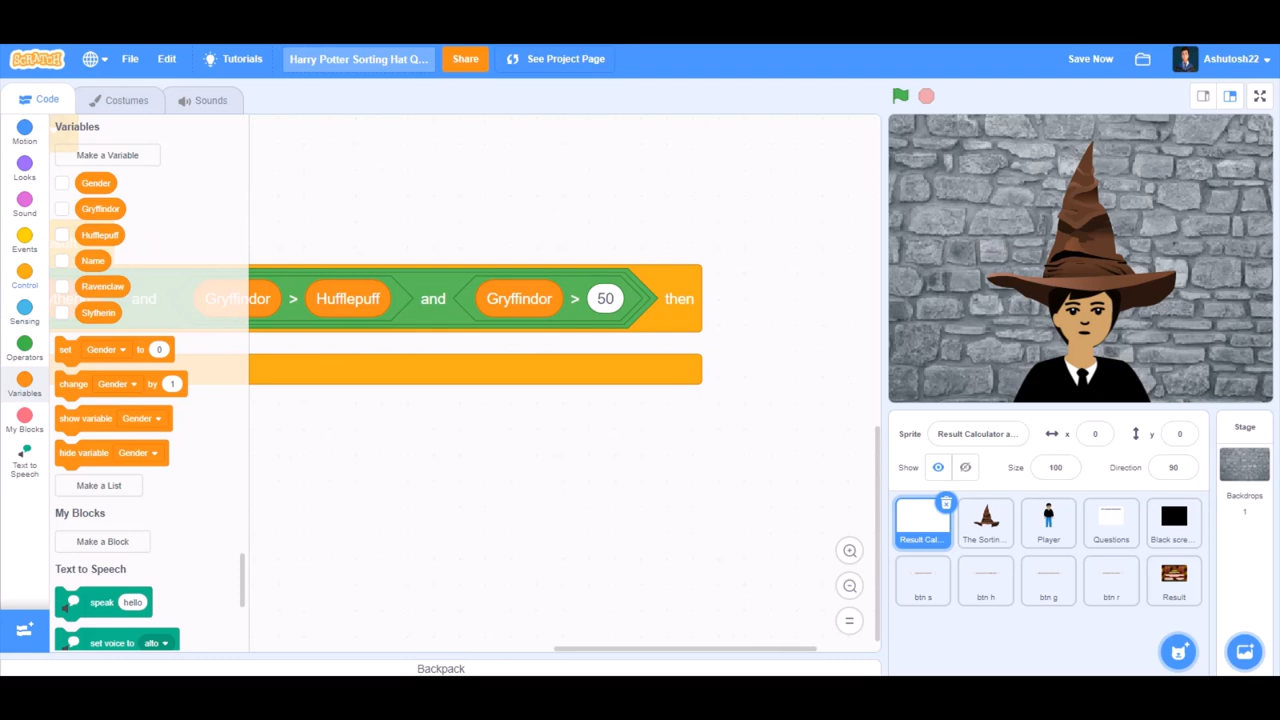 SCRATCH
File
Edit
Tutorials
Harry Potter Sorting Hat Q...
Share
See Project Page
Save Now
Ashutosh22
Code
Costumes
Sounds
Motion
Looks
Sound
Events
Control
Sensing
Operators
Variables
My Blocks
Text to
Speech
Variables
Make a Variable
Gender
Gryffindor
Hufflepuff
Name
Ravenclaw
Slytherin
set Gender to 0
change Gender by 1
show variable Gender
hide variable Gender
Make a List
My Blocks
Make a Block
Text to Speech
speak hello
set voice to alto
and Gryffindor > Hufflepuff and Gryffindor > 50 then
Backpack
Sprite Result Calculator a... x 0 y 0
Show Size 100 Direction 90
Result Cal...
The Sortin...
Player
Questions
Black scre...
btn s
btn h
btn g
btn r
Result
Stage
Backdrops
1